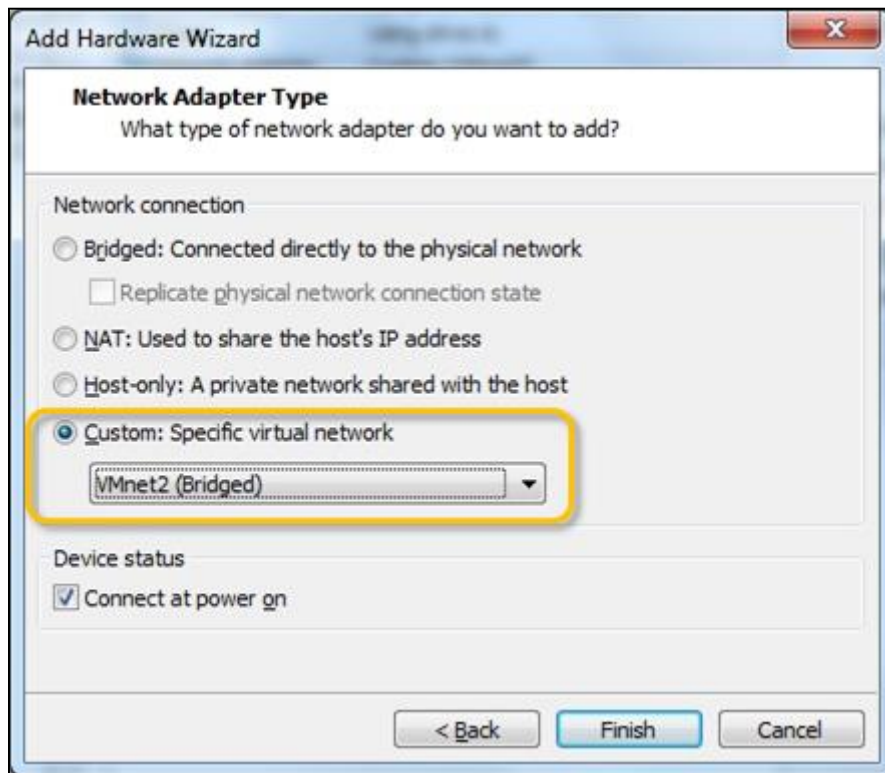 Add Hardware Wizard
Network Adapter Type
What type of network adapter do you want to add?
Network connection
Bridged: Connected directly to the physical network
Replicate physical network connection state
NAT: Used to share the host's IP address
Host-only: A private network shared with the host
Custom: Specific virtual network
VMnet2 (Bridged)
Device status
Connect at power on
< Back Finish Cancel